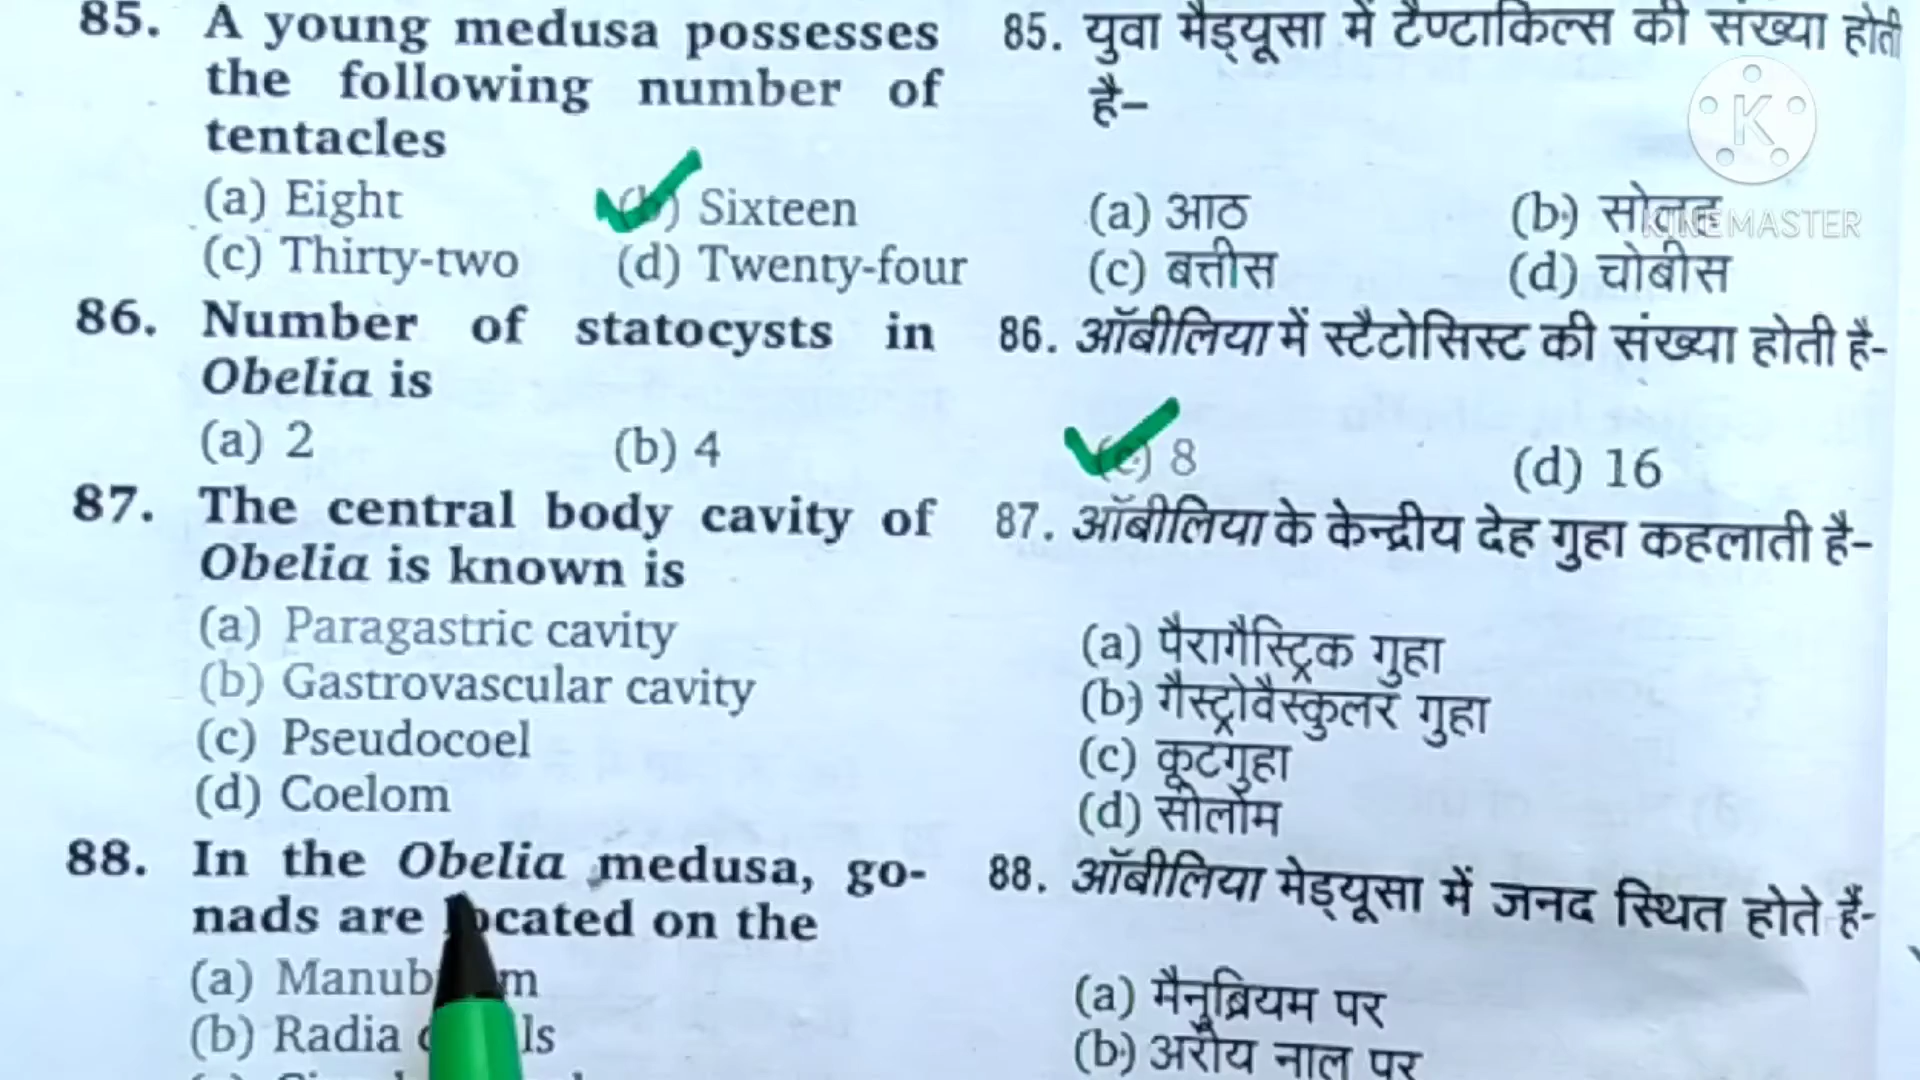 85. A young medusa possesses
the following number of
tentacles
(a) Eight (b) Sixteen
(c) Thirty-two (d) Twenty-four
86. Number of statocysts in
Obelia is
(a) 2 (b) 4
87. The central body cavity of
Obelia is known is
(a) Paragastric cavity
(b) Gastrovascular cavity
(c) Pseudocoel
(d) Coelom
88. In the Obelia medusa, go-
nads are located on the
(a)
(b) Radia
85. युवा मैड्यूसा में टैण्टाकिल्स की संख्या होती
है-
(a) आठ (b) सोलह
(c) बत्तीस (d) चोबीस
86. ऑबीलिया में स्टैटोसिस्ट की संख्या होती है-
(c) 8 (d) 16
87. ऑबीलिया के केन्द्रीय देह गुहा कहलाती है-
(a) पैरागैस्ट्रिक गुहा
(b) गैस्ट्रोवैस्कुलर गुहा
(c) कूटगुहा
(d) सीलोम
88. ऑबीलिया मेड्यूसा में जनद स्थित होते हैं-
(a) मैनुब्रियम पर
(b) अरीय नाल पर
K
KINEMASTER